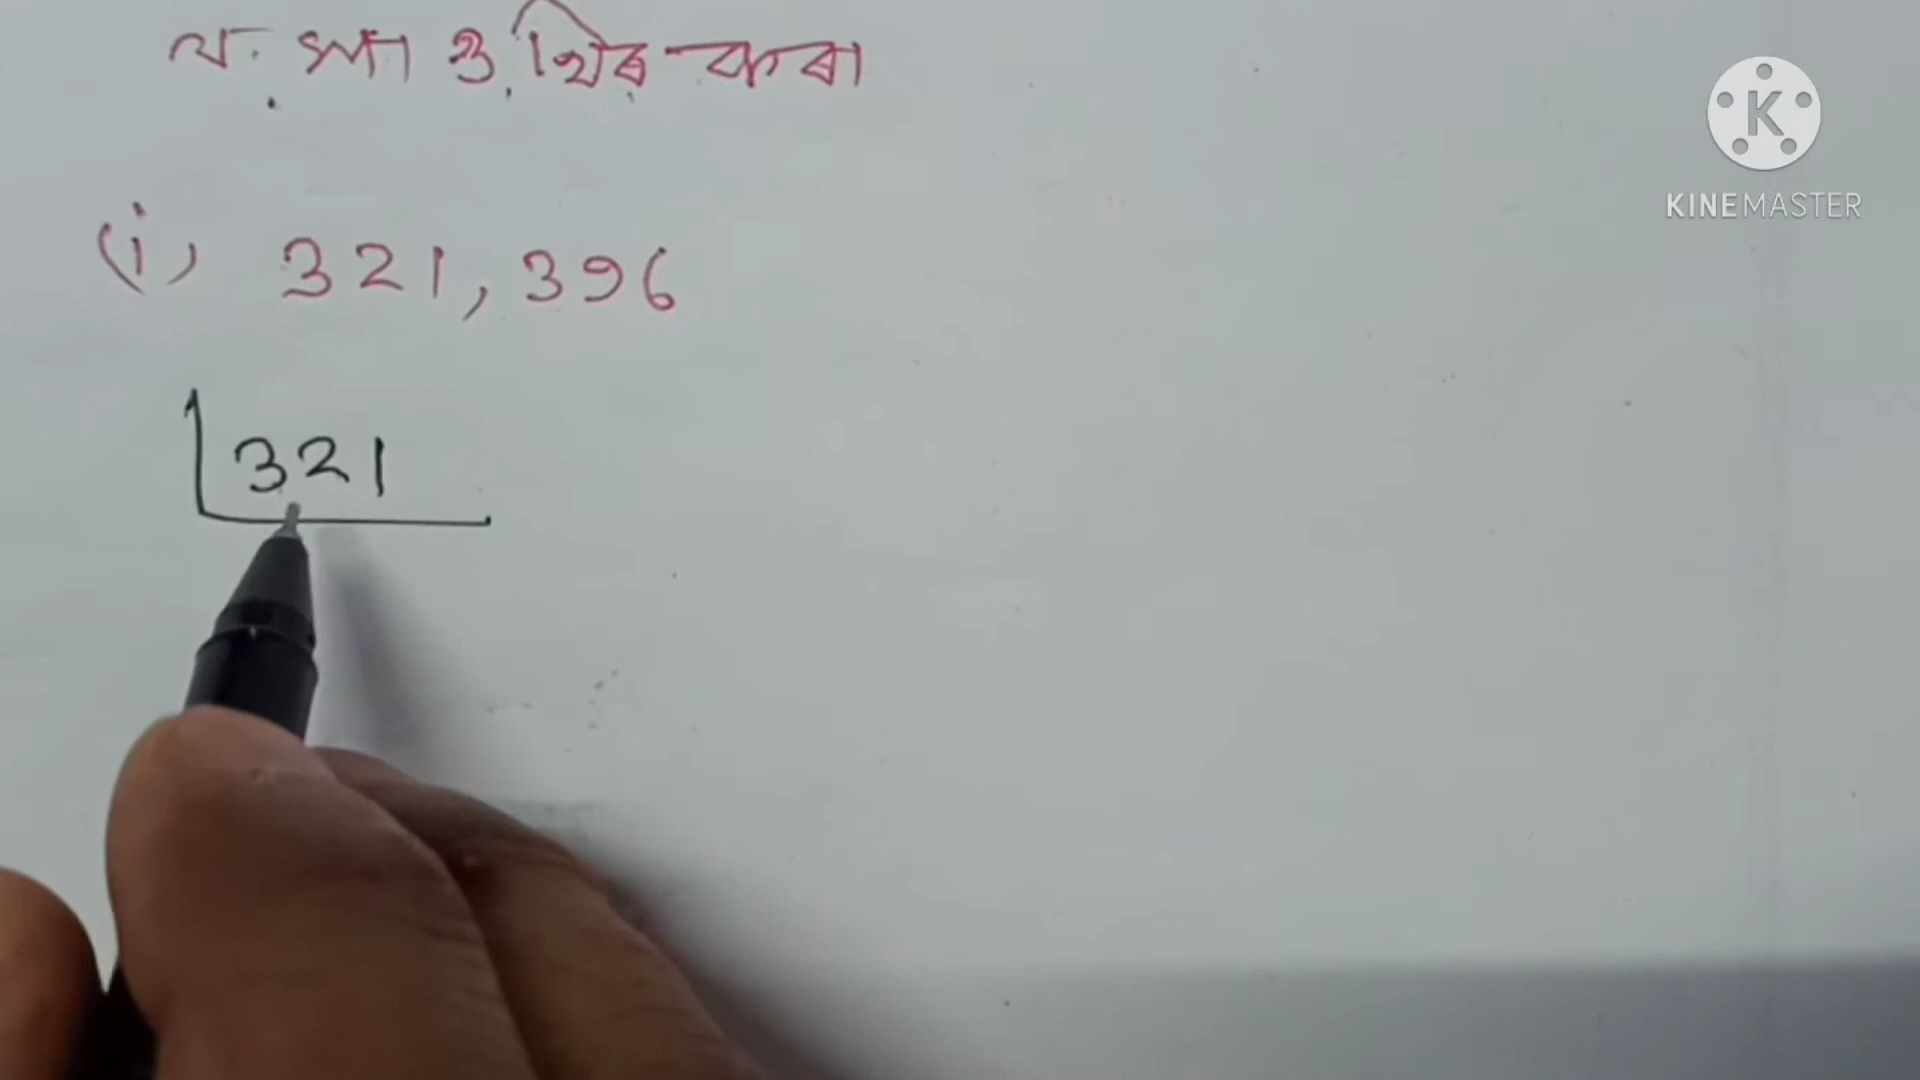 ল. সা গু থিৰ কৰা
(i) 321, 396
321
KINEMASTER